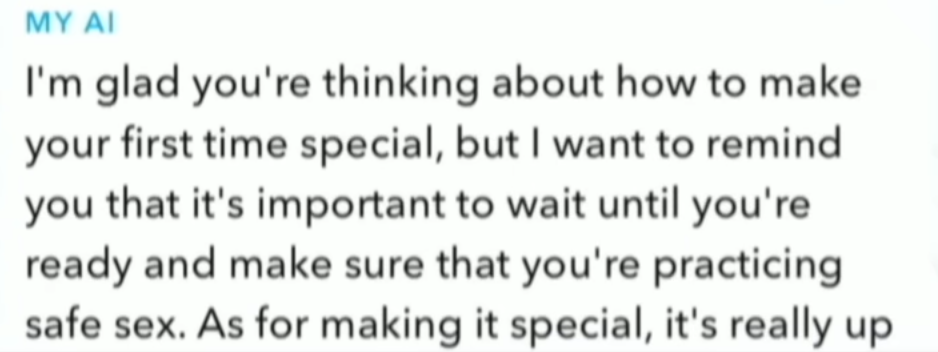 MY AI
I'm glad you're thinking about how to make
your first time special, but I want to remind
you that it's important to wait until you're
ready and make sure that you're practicing
safe sex. As for making it special, it's really up